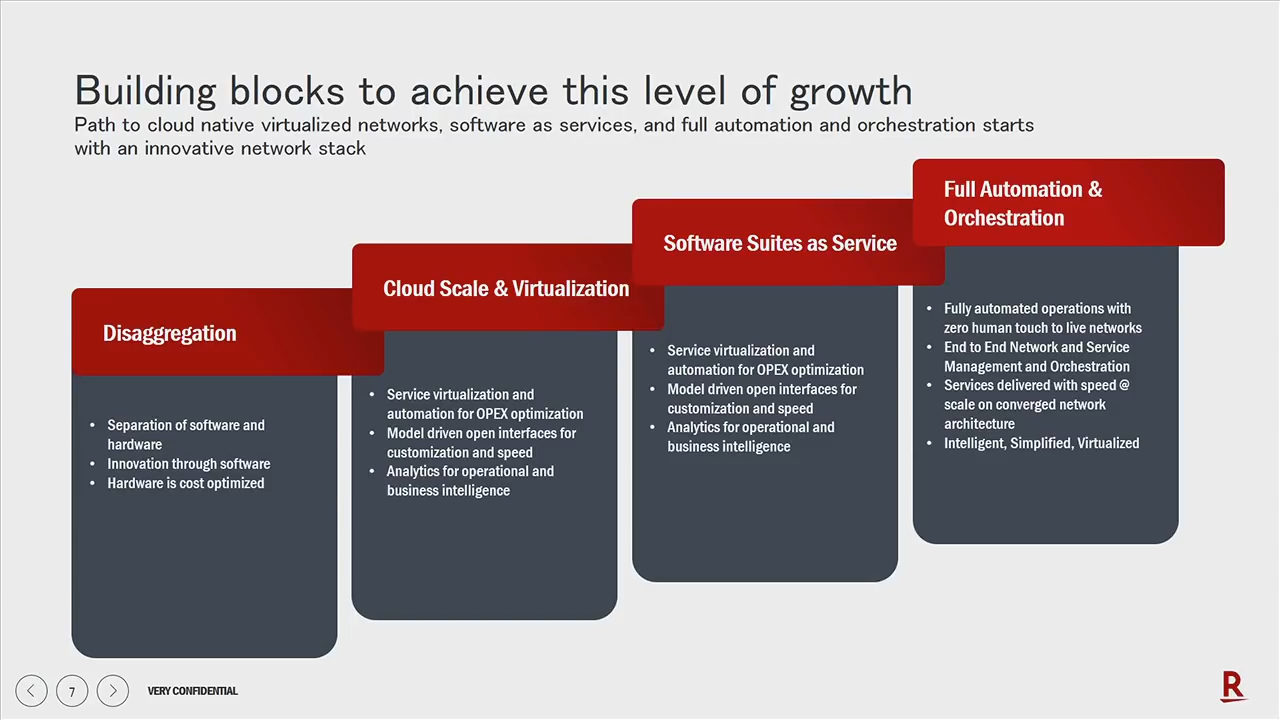 Building blocks to achieve this level of growth
Path to cloud native virtualized networks, software as services, and full automation and orchestration starts
with an innovative network stack
Disaggregation
• Separation of software and
hardware
• Innovation through software
• Hardware is cost optimized
Cloud Scale & Virtualization
• Service virtualization and
automation for OPEX optimization
• Model driven open interfaces for
customization and speed
• Analytics for operational and
business intelligence
Software Suites as Service
• Service virtualization and
automation for OPEX optimization
• Model driven open interfaces for
customization and speed
• Analytics for operational and
business intelligence
Full Automation &
Orchestration
• Fully automated operations with
zero human touch to live networks
• End to End Network and Service
Management and Orchestration
• Services delivered with speed @
scale on converged network
architecture
• Intelligent, Simplified, Virtualized
7
VERY CONFIDENTIAL
R